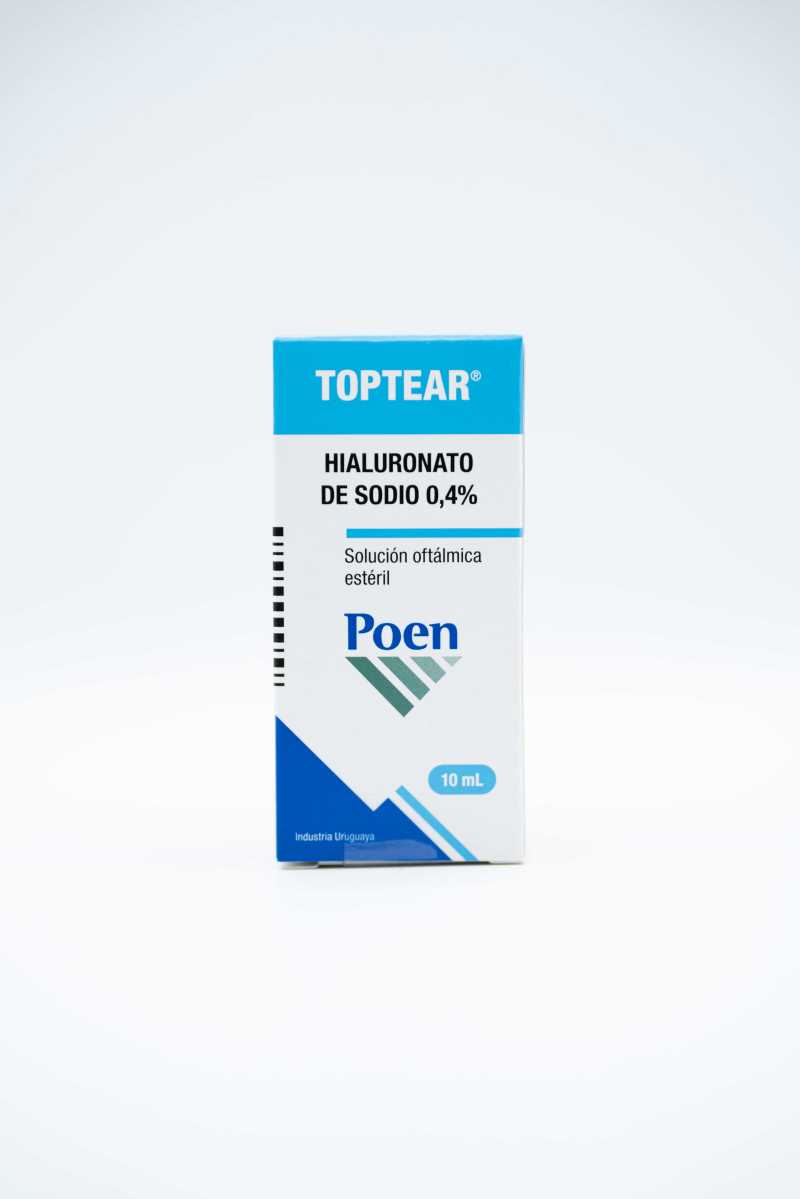 TOPTEAR®
HIALURONATO
DE SODIO 0,4%
Solución oftálmica
estéril
Poen
10 mL
Industria Uruguaya